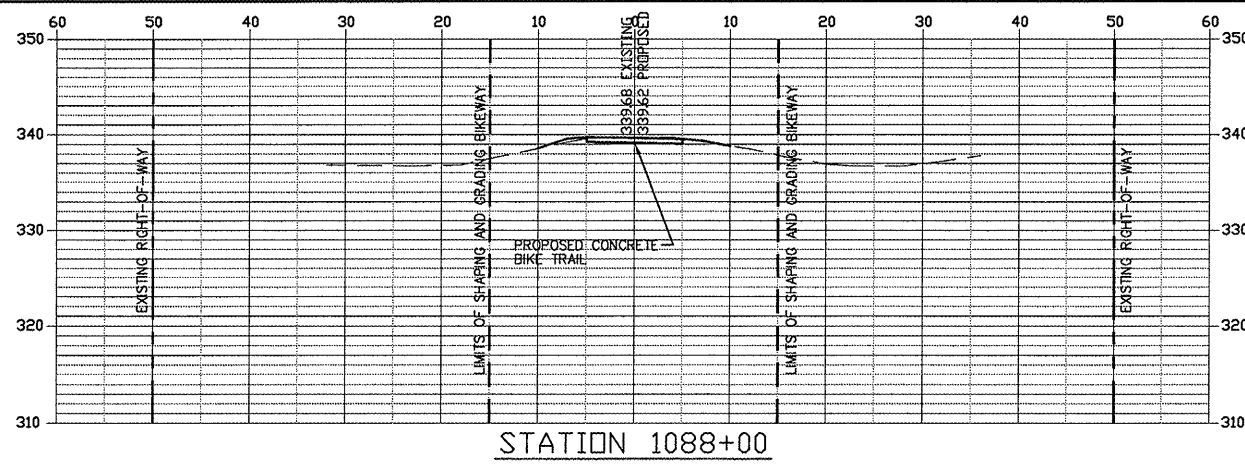 60 50 40 30 20 10 0 10 20 30 40 50 60
350 350
340 340
330 330
320 320
310 310
EXISTING RIGHT-OF-WAY
LIMITS OF SHAPING AND GRADING BIKEWAY
339.68 EXISTING
339.62 PROPOSED
LIMITS OF SHAPING AND GRADING BIKEWAY
EXISTING RIGHT-OF-WAY
PROPOSED CONCRETE
BIKE TRAIL
STATION 1088+00